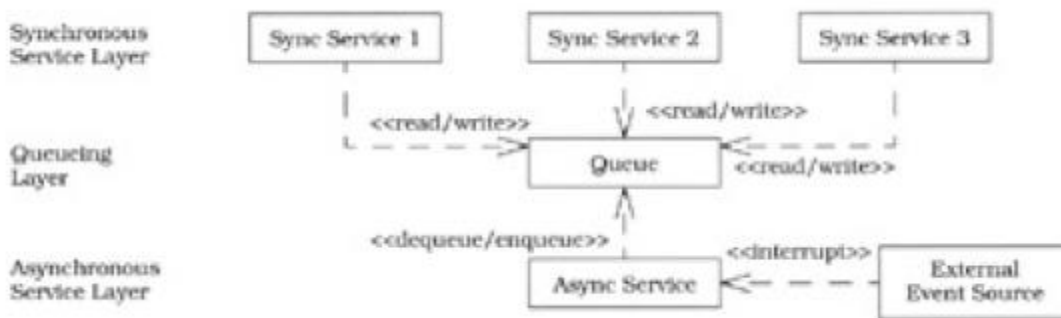 Synchronous
Service Layer
Sync Service 1
Sync Service 2
Sync Service 3
<<read/write>>
<<read/write>>
Queueing
Layer
Queue
<<read/write>>
<<dequeue/enqueue>>
<<interrupt>>
Asynchronous
Service Layer
Async Service
External
Event Source